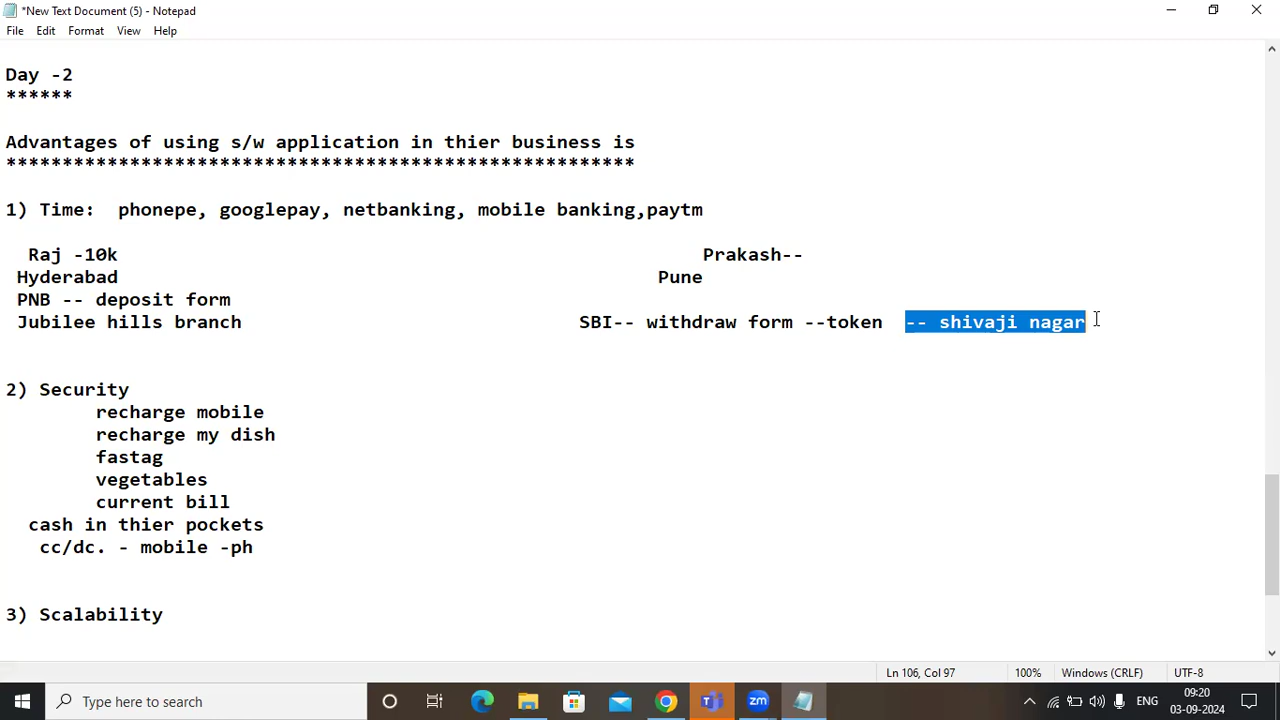 *New Text Document (5) - Notepad
File Edit Format View Help
Day -2
******
Advantages of using s/w application in thier business is
********************************************************
1) Time:  phonepe, googlepay, netbanking, mobile banking,paytm
Raj -10k Prakash--
Hyderabad Pune
PNB -- deposit form
Jubilee hills branch SBI-- withdraw form --token -- shivaji nagar
2) Security
recharge mobile
recharge my dish
fastag
vegetables
current bill
cash in thier pockets
cc/dc. - mobile -ph
3) Scalability
Ln 106, Col 97 100% Windows (CRLF) UTF-8
Type here to search ENG 09:20
03-09-2024